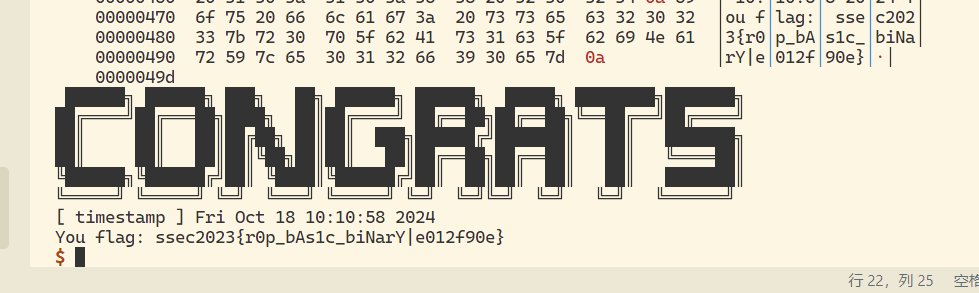 00000470 6f 75 20 66 6c 61 67 3a 20 73 73 65 63 32 30 32 │ou f│lag:│ sse│c202│
00000480 33 7b 72 30 70 5f 62 41 73 31 63 5f 62 69 4e 61 │3{r0│p_bA│s1c_│biNa│
00000490 72 59 7c 65 30 31 32 66 39 30 65 7d 0a │rY|e│012f│90e}│·│
0000049d
CONGRATS
[ timestamp ] Fri Oct 18 10:10:58 2024
You flag: ssec2023{r0p_bAs1c_biNarY|e012f90e}
$
行 22，列 25 空格